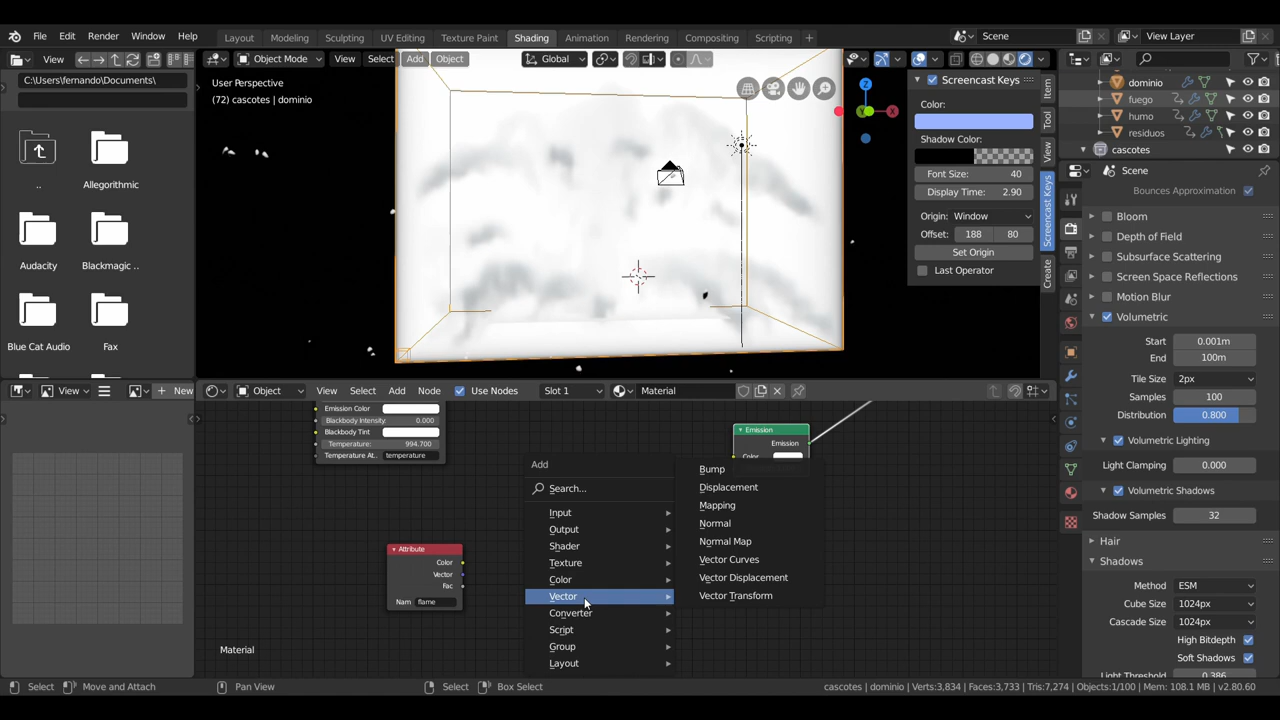 File Edit Render Window Help Layout Modeling Sculpting UV Editing Texture Paint Shading Animation Rendering Compositing Scripting + Scene View Layer
View Object Mode View Select Add Object Global
C:\Users\fernando\Documents\
..
Allegorithmic
Audacity
Blackmagic ..
Blue Cat Audio
Fax
User Perspective
(72) cascotes | dominio
Z
Y
Screencast Keys
Color:
Shadow Color:
Font Size: 40
Display Time: 2.90
Origin: Window
Offset: 188 80
Set Origin
Last Operator
Item
Tool
View
Screencast Keys
Create
dominio
fuego
humo
residuos
cascotes
Scene
Bounces Approximation
Bloom
Depth of Field
Subsurface Scattering
Screen Space Reflections
Motion Blur
Volumetric
Start 0.001m
End 100m
Tile Size 2px
Samples 100
Distribution 0.800
Volumetric Lighting
Light Clamping 0.000
Volumetric Shadows
Shadow Samples 32
Hair
Shadows
Method ESM
Cube Size 1024px
Cascade Size 1024px
High Bitdepth
Soft Shadows
Light Threshold 0.386
View + New
Object View Select Add Node Use Nodes Slot 1 Material
Emission Color
Blackbody Intensity: 0.000
Blackbody Tint
Temperature: 994.700
Temperature At.. temperature
Emission
Emission
Color
Attribute
Color
Vector
Fac
Nam flame
Add
Search...
Input
Output
Shader
Texture
Color
Vector
Converter
Script
Group
Layout
Bump
Displacement
Mapping
Normal
Normal Map
Vector Curves
Vector Displacement
Vector Transform
Material
Select Move and Attach Pan View Select Box Select cascotes | dominio | Verts:3,834 | Faces:3,733 | Tris:7,274 | Objects:1/100 | Mem: 108.1 MB | v2.80.60